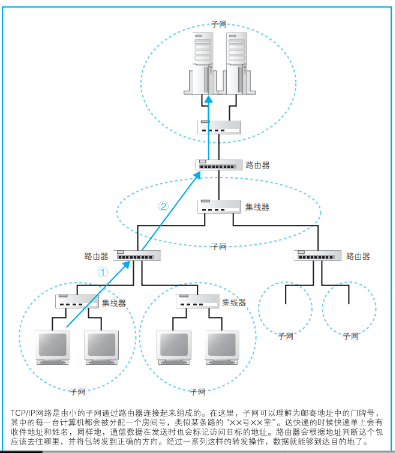 子网
路由器
②
集线器
子网
路由器
路由器
①
集线器
集线器
子网
子网
子网
子网
TCP/IP网络是由小的子网通过路由器连接起来组成的。在这里，子网可以理解为邮寄地址中的门牌号，
其中的每一台计算机都会被分配一个房间号，类似某条路的“××号××室”。送快递的时候快递单上会有
收件地址和姓名，同样地，通信数据在发送时也会标记访问目标的地址。路由器会根据地址判断这个包
应该去往哪里，并将包转发到正确的方向。经过一系列这样的转发操作，数据就能够到达目的地了。